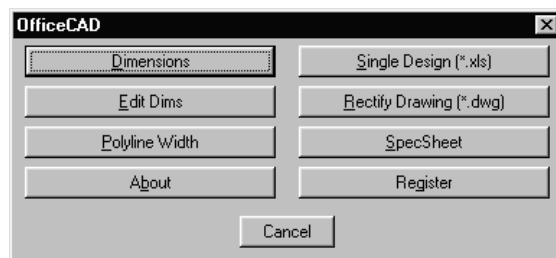 OfficeCAD
Dimensions
Single Design (*.xls)
Edit Dims
Rectify Drawing (*.dwg)
Polyline Width
SpecSheet
About
Register
Cancel